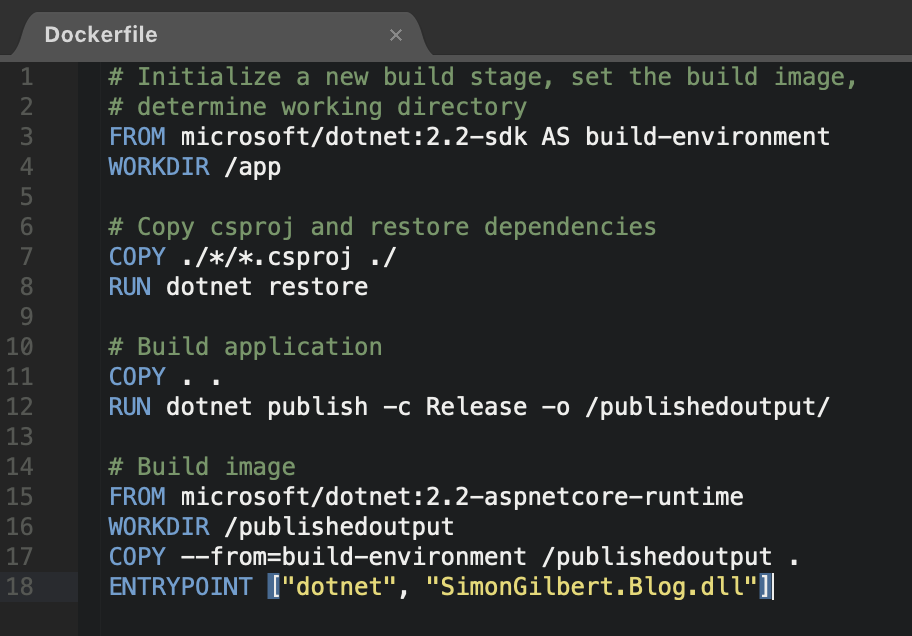 Dockerfile ×
1 # Initialize a new build stage, set the build image,
2 # determine working directory
3 FROM microsoft/dotnet:2.2-sdk AS build-environment
4 WORKDIR /app
5
6 # Copy csproj and restore dependencies
7 COPY ./*/*.csproj ./
8 RUN dotnet restore
9
10 # Build application
11 COPY . .
12 RUN dotnet publish -c Release -o /publishedoutput/
13
14 # Build image
15 FROM microsoft/dotnet:2.2-aspnetcore-runtime
16 WORKDIR /publishedoutput
17 COPY --from=build-environment /publishedoutput .
18 ENTRYPOINT ["dotnet", "SimonGilbert.Blog.dll"]